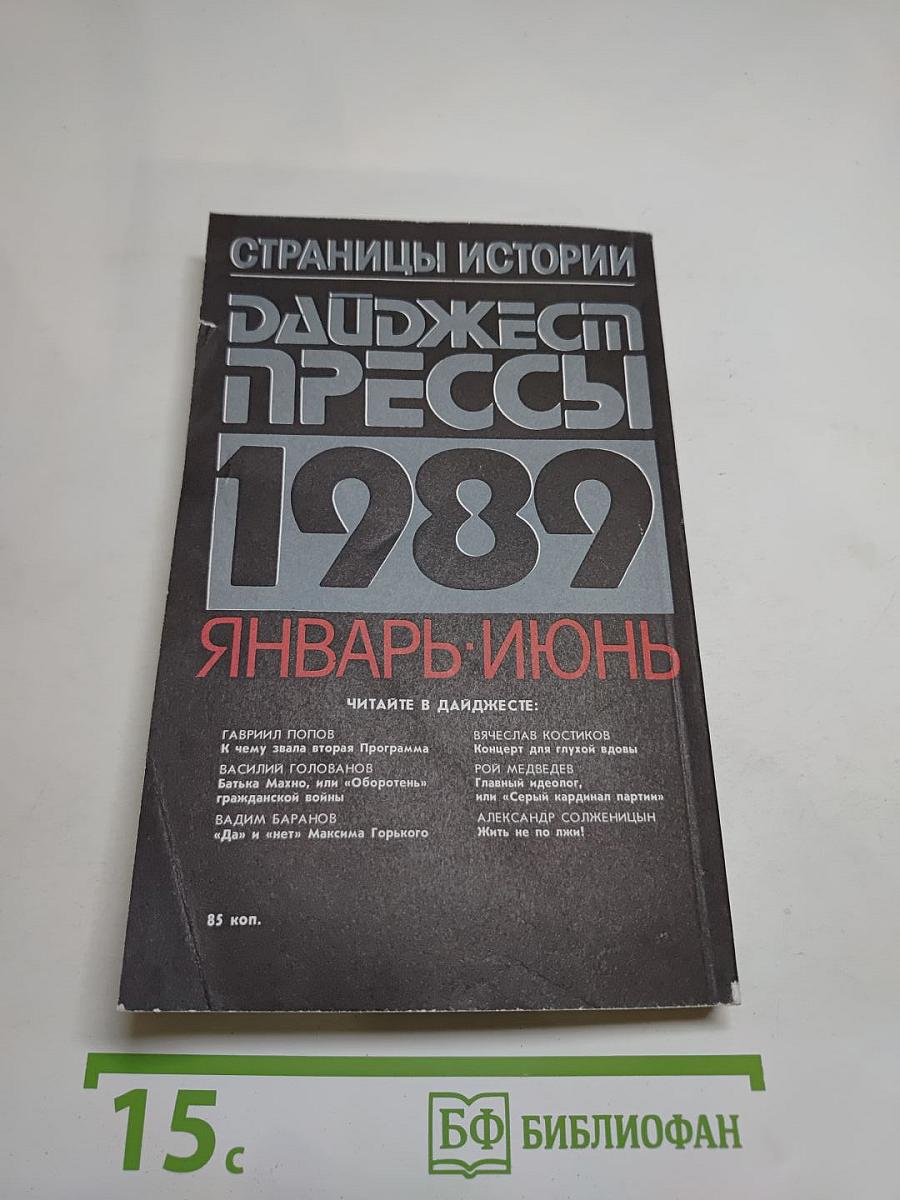 СТРАНИЦЫ ИСТОРИИ
ДАЙДЖЕСТ
ПРЕССЫ
1989
ЯНВАРЬ·ИЮНЬ
ЧИТАЙТЕ В ДАЙДЖЕСТЕ:
ГАВРИИЛ ПОПОВ
К чему звала вторая Программа
ВАСИЛИЙ ГОЛОВАНОВ
Батька Махно, или «Оборотень»
гражданской войны
ВАДИМ БАРАНОВ
«Да» и «нет» Максима Горького
ВЯЧЕСЛАВ КОСТИКОВ
Концерт для глухой вдовы
РОЙ МЕДВЕДЕВ
Главный идеолог,
или «Серый кардинал партии»
АЛЕКСАНДР СОЛЖЕНИЦЫН
Жить не по лжи!
85 коп.
15 с
БФ БИБЛИОФАН